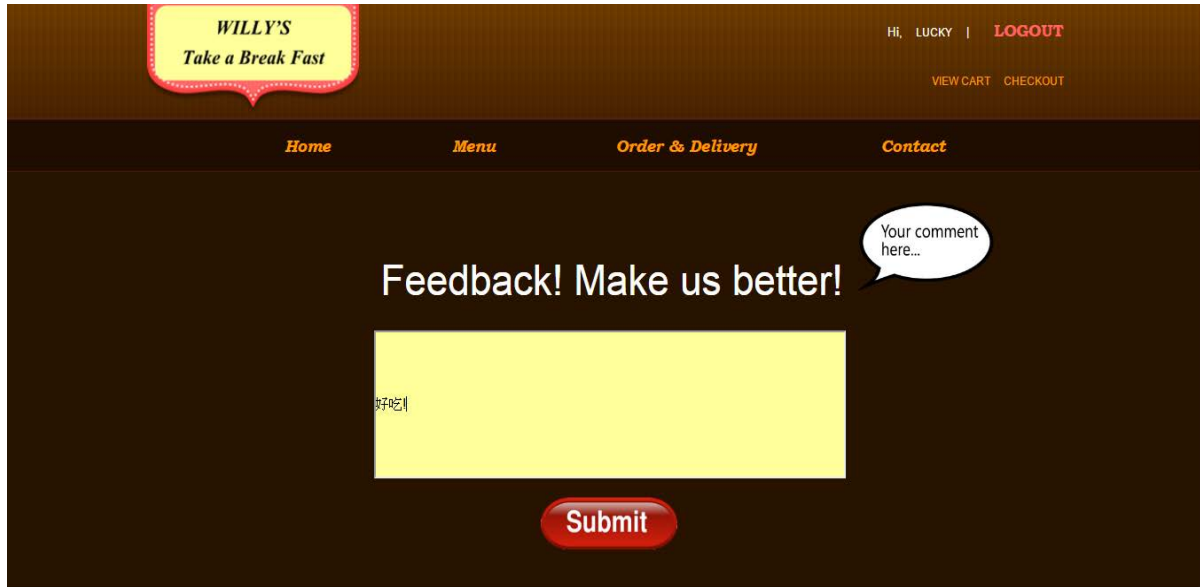 WILLY'S
Take a Break Fast
Hi, LUCKY | LOGOUT
VIEW CART CHECKOUT
Home Menu Order & Delivery Contact
Your comment
here...
Feedback! Make us better!
好吃!
Submit